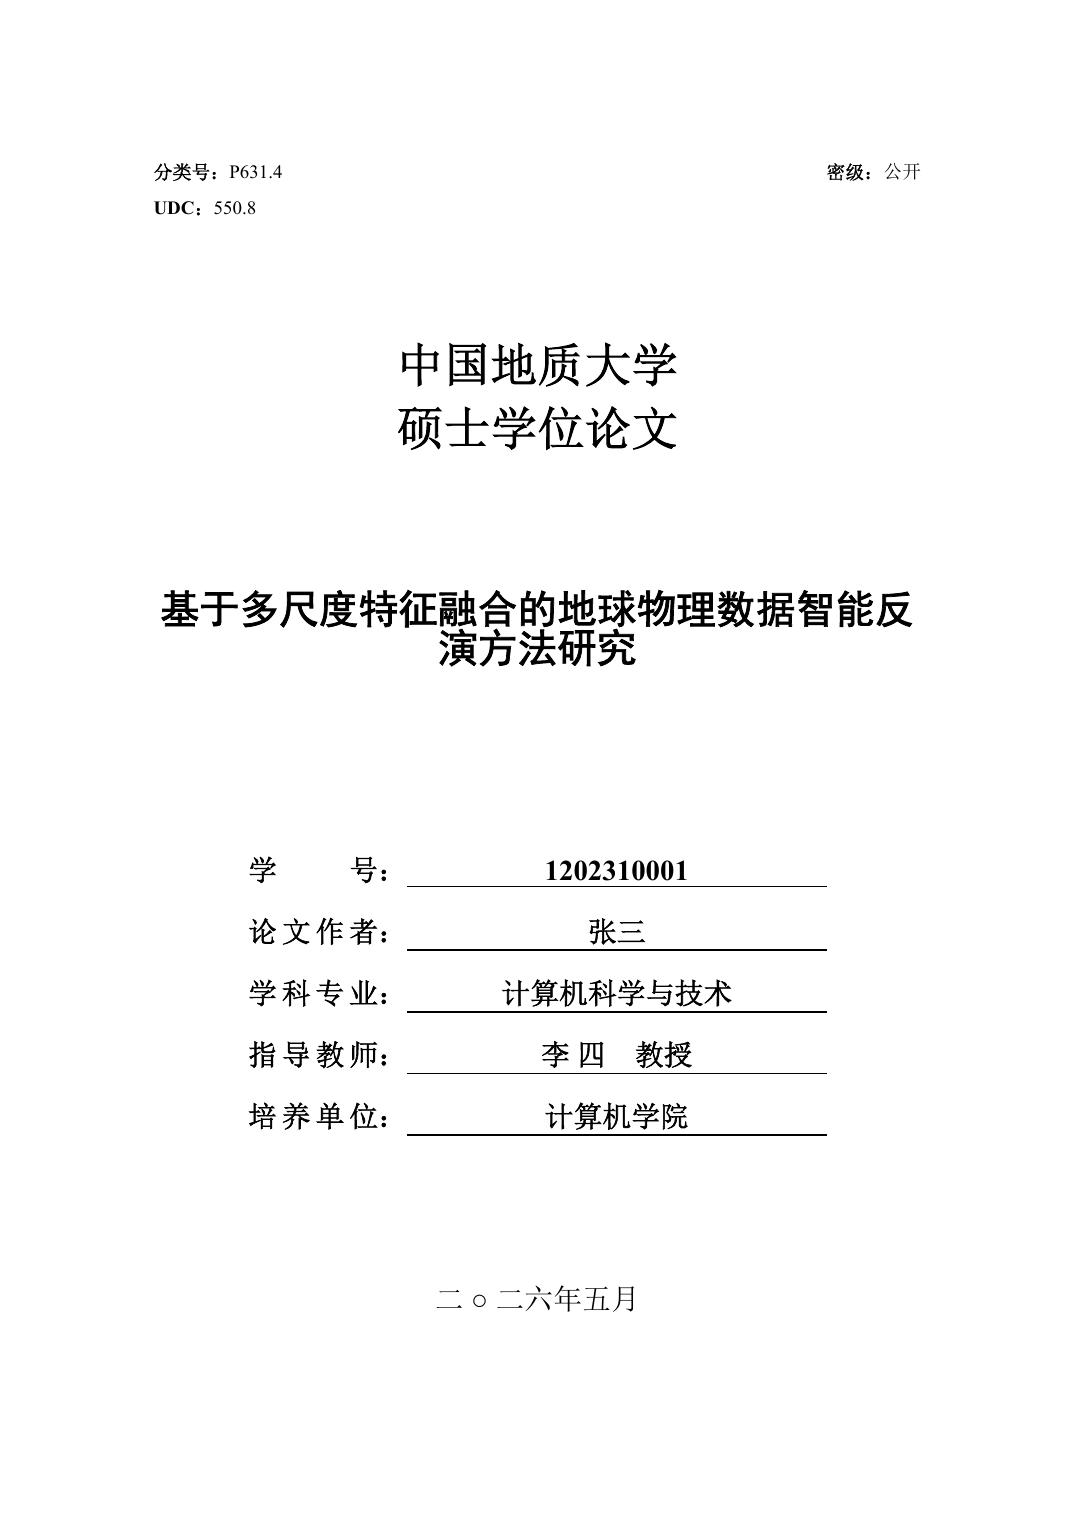 分类号：P631.4 密级：公开
UDC：550.8
中国地质大学
硕士学位论文
基于多尺度特征融合的地球物理数据智能反
演方法研究
学 号：1202310001
论文作者：张三
学科专业：计算机科学与技术
指导教师：李 四 教授
培养单位：计算机学院
二○二六年五月